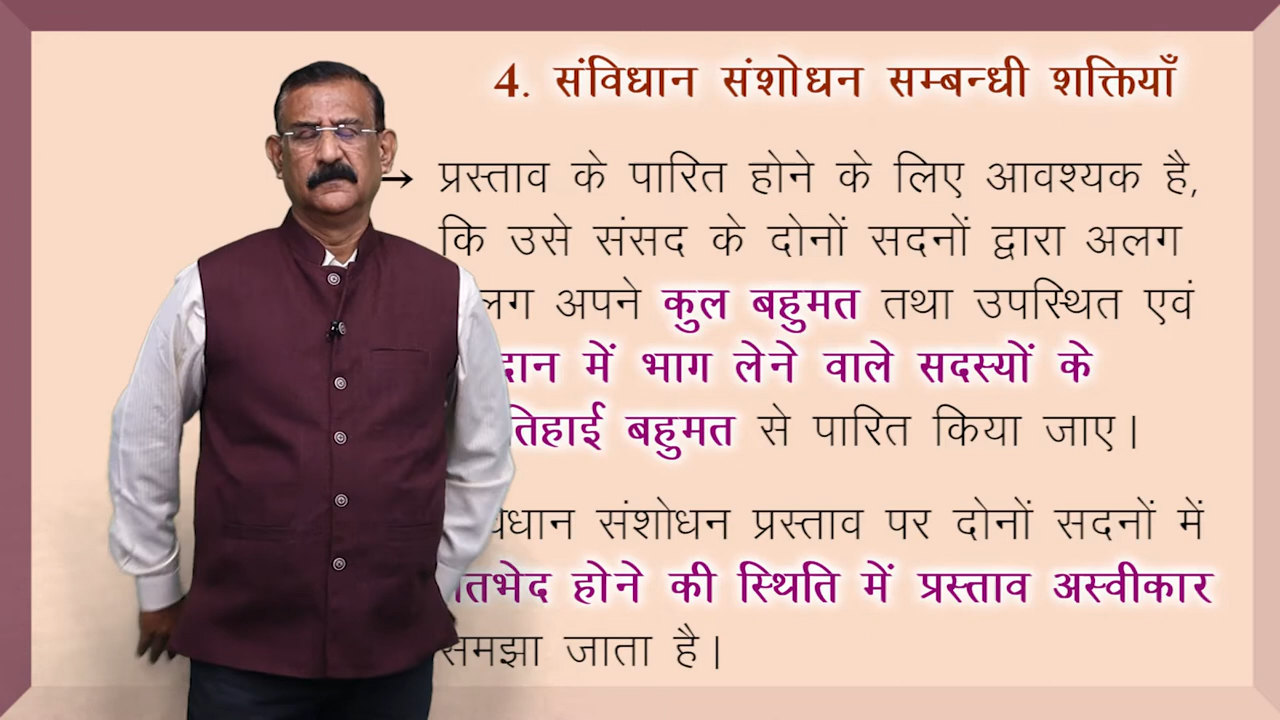 4. संविधान संशोधन सम्बन्धी शक्तियाँ
→ प्रस्ताव के पारित होने के लिए आवश्यक है,
कि उसे संसद के दोनों सदनों द्वारा अलग
अपने कुल बहुमत तथा उपस्थित एवं
में भाग लेने वाले सदस्यों के
बहुमत से पारित किया जाए।
संशोधन प्रस्ताव पर दोनों सदनों में
होने की स्थिति में प्रस्ताव अस्वीकार
समझा जाता है।